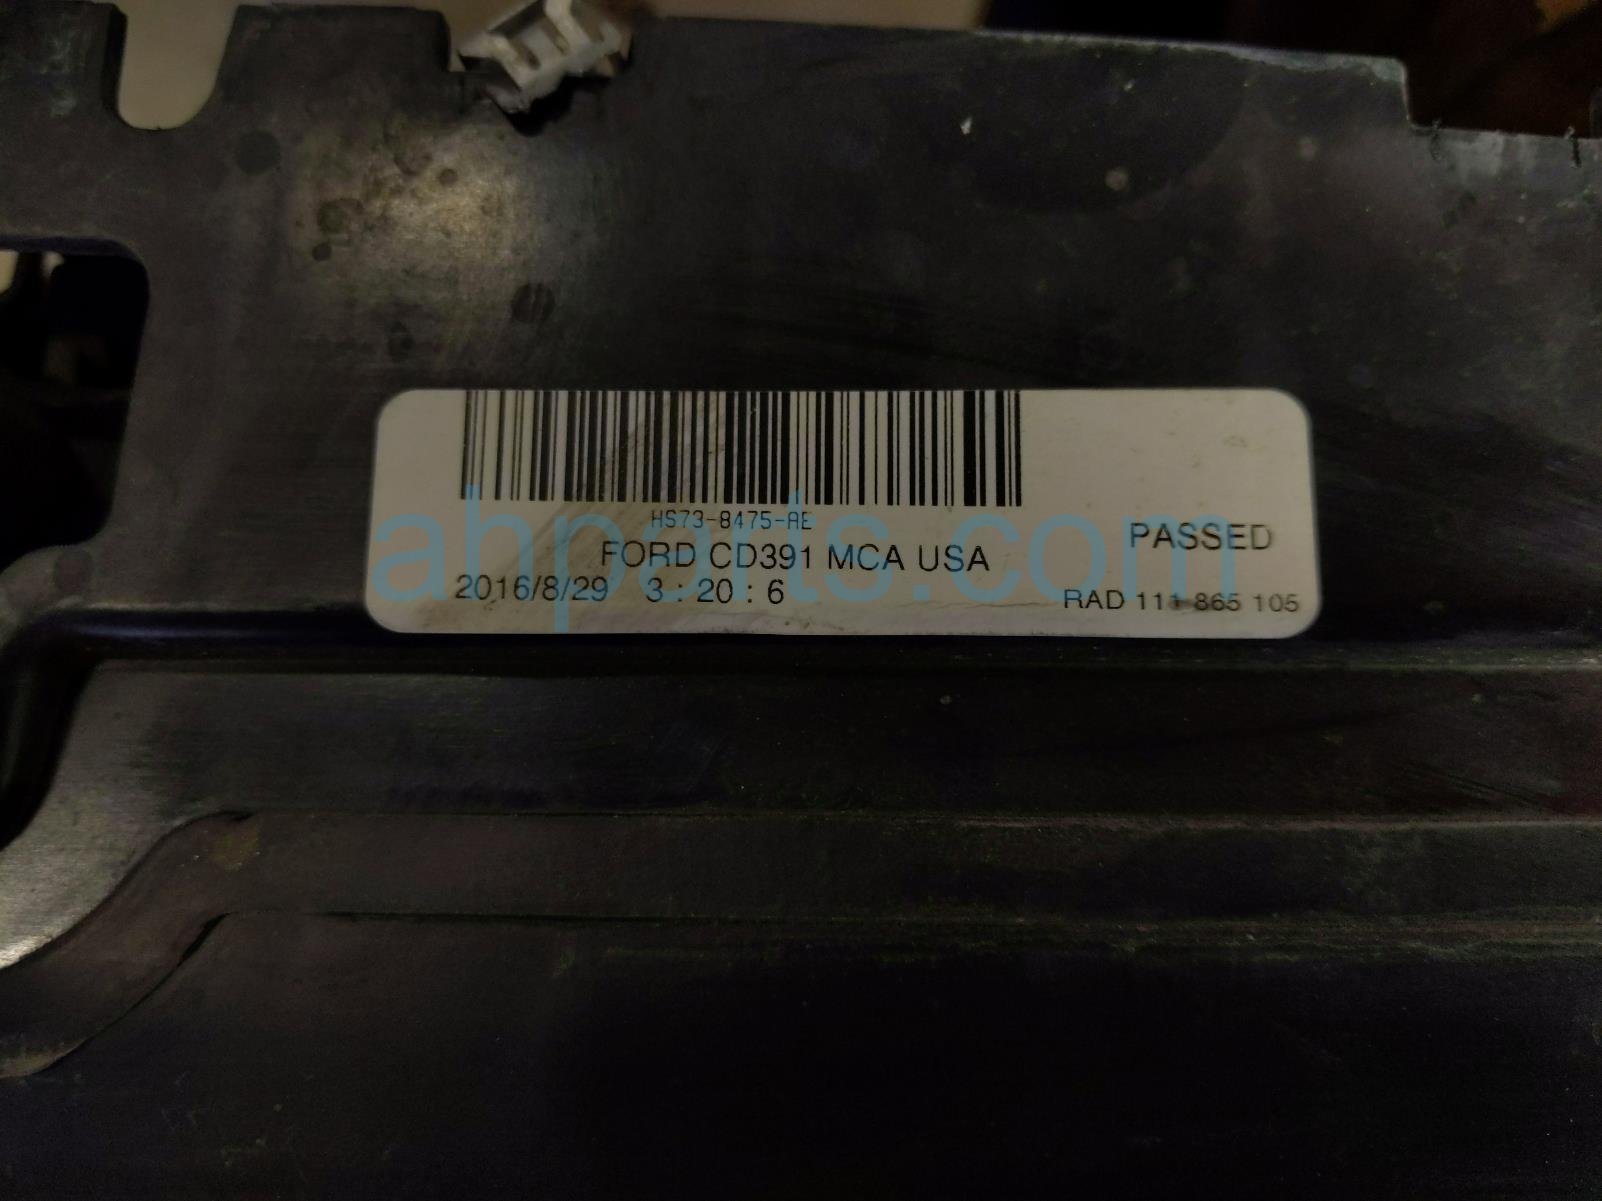 HS73-8475-AE
FORD CD391 MCA USA
2016/8/29 3 : 20 : 6
PASSED
RAD 111 865 105
ahparts.com